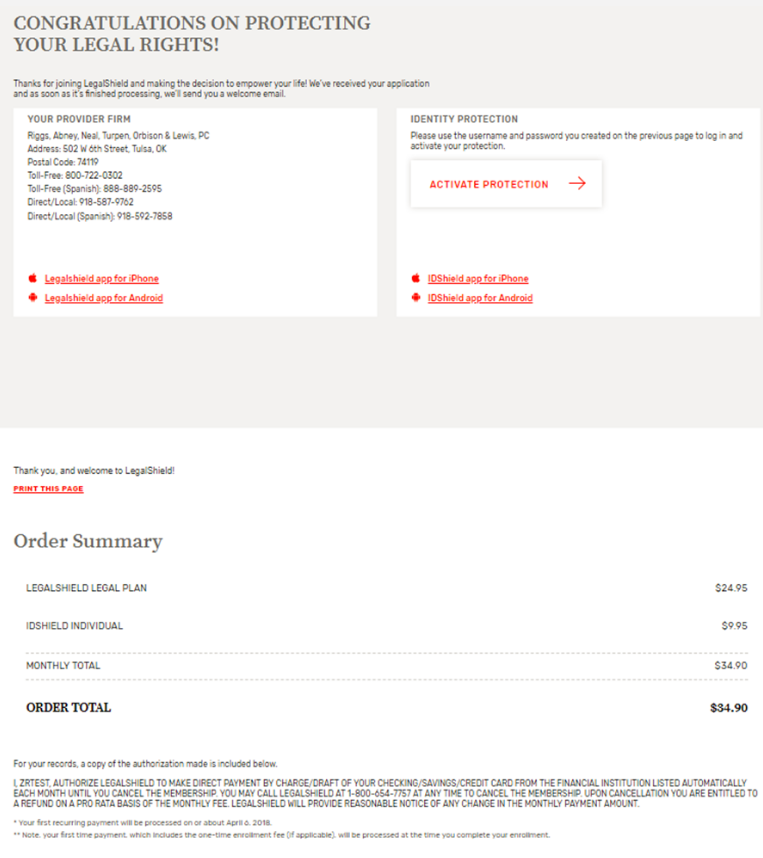 CONGRATULATIONS ON PROTECTING
YOUR LEGAL RIGHTS!
Thanks for joining LegalShield and making the decision to empower your life! We've received your application
and as soon as it's finished processing, we'll send you a welcome email.
YOUR PROVIDER FIRM
Riggs, Abney, Neal, Turpen, Orbison & Lewis, PC
Address: 502 W 6th Street, Tulsa, OK
Postal Code: 74119
Toll-Free: 800-722-0302
Toll-Free (Spanish): 888-889-2595
Direct/Local: 918-587-9762
Direct/Local (Spanish): 918-592-7858
Legalshield app for iPhone
Legalshield app for Android
IDENTITY PROTECTION
Please use the username and password you created on the previous page to log in and
activate your protection.
ACTIVATE PROTECTION
IDShield app for iPhone
IDShield app for Android
Thank you, and welcome to LegalShield!
PRINT THIS PAGE
Order Summary
LEGALSHIELD LEGAL PLAN $24.95
IDSHIELD INDIVIDUAL $9.95
MONTHLY TOTAL $34.90
ORDER TOTAL $34.90
For your records, a copy of the authorization made is included below.
I, ZRTEST, AUTHORIZE LEGALSHIELD TO MAKE DIRECT PAYMENT BY CHARGE/DRAFT OF YOUR CHECKING/SAVINGS/CREDIT CARD FROM THE FINANCIAL INSTITUTION LISTED AUTOMATICALLY
EACH MONTH UNTIL YOU CANCEL THE MEMBERSHIP. YOU MAY CALL LEGALSHIELD AT 1-800-654-7757 AT ANY TIME TO CANCEL THE MEMBERSHIP. UPON CANCELLATION YOU ARE ENTITLED TO
A REFUND ON A PRO RATA BASIS OF THE MONTHLY FEE. LEGALSHIELD WILL PROVIDE REASONABLE NOTICE OF ANY CHANGE IN THE MONTHLY PAYMENT AMOUNT.
* Your first recurring payment will be processed on or about April 6, 2018.
** Note, your first time payment, which includes the one-time enrollment fee (if applicable), will be processed at the time you complete your enrollment.